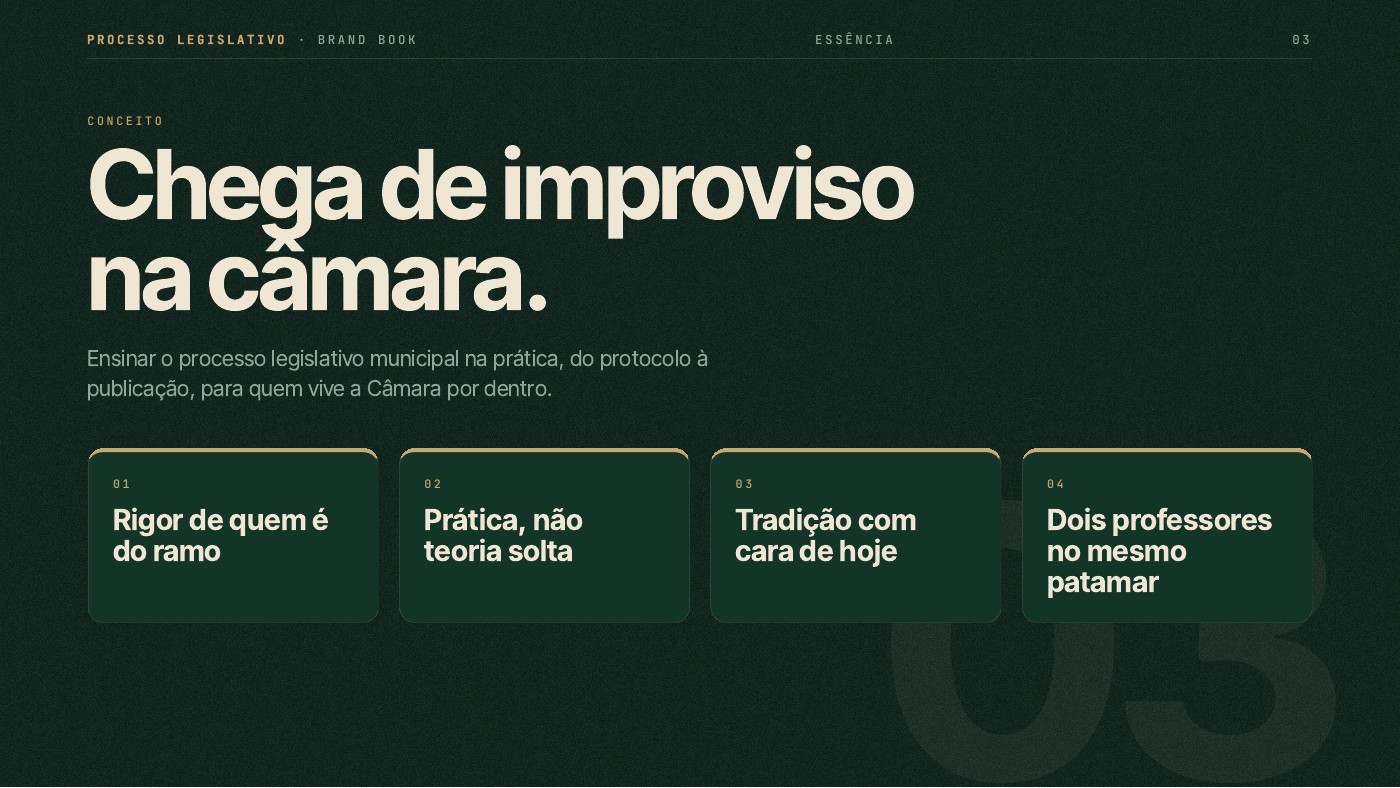 PROCESSO LEGISLATIVO · BRAND BOOK
ESSÊNCIA
03
CONCEITO
Chega de improviso
na câmara.
Ensinar o processo legislativo municipal na prática, do protocolo à
publicação, para quem vive a Câmara por dentro.
01
Rigor de quem é
do ramo
02
Prática, não
teoria solta
03
Tradição com
cara de hoje
04
Dois professores
no mesmo
patamar
03